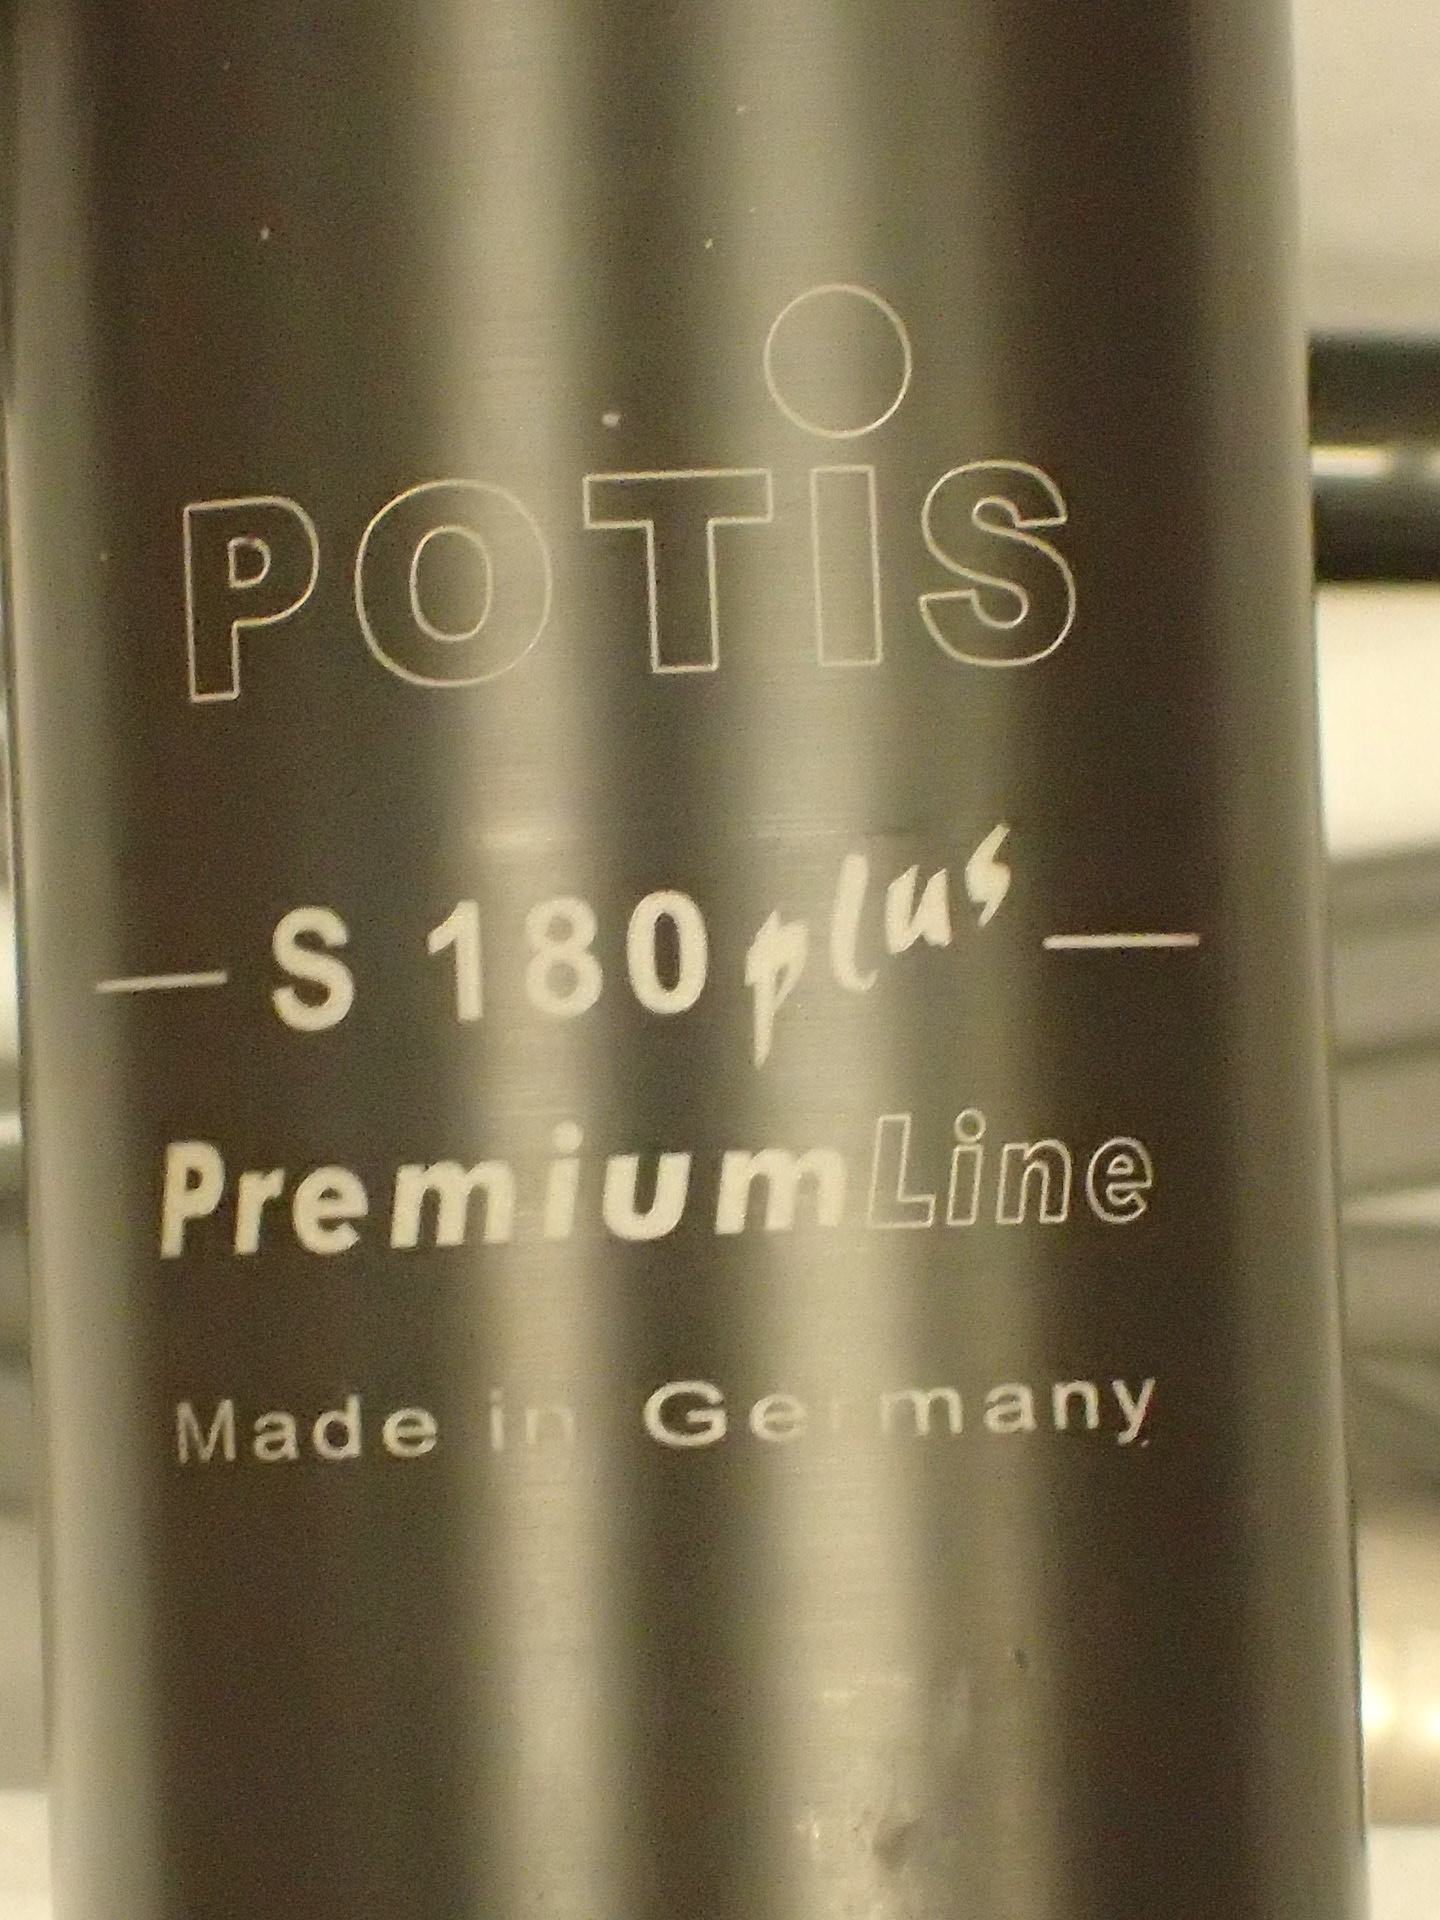 POTiS
S 180 plus
PremiumLine
Made in Germany